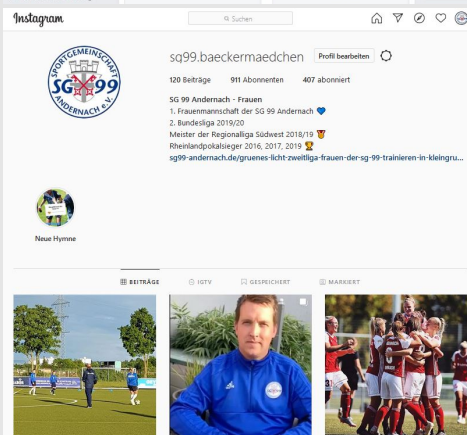 Instagram
Suchen
SPORTGEMEINSCHAFT
SG 99
ANDERNACH e.V.
sg99.baeckermaedchen Profil bearbeiten
120 Beiträge 911 Abonnenten 407 abonniert
SG 99 Andernach - Frauen
1. Frauenmannschaft der SG 99 Andernach 💙
2. Bundesliga 2019/20
Meister der Regionalliga Südwest 2018/19 🏅
Rheinlandpokalsieger 2016, 2017, 2019 🏆
sg99-andernach.de/gruenes-licht-zweitliga-frauen-der-sg-99-trainieren-in-kleingru...
Neue Hymne
BEITRÄGE IGTV GESPEICHERT MARKIERT